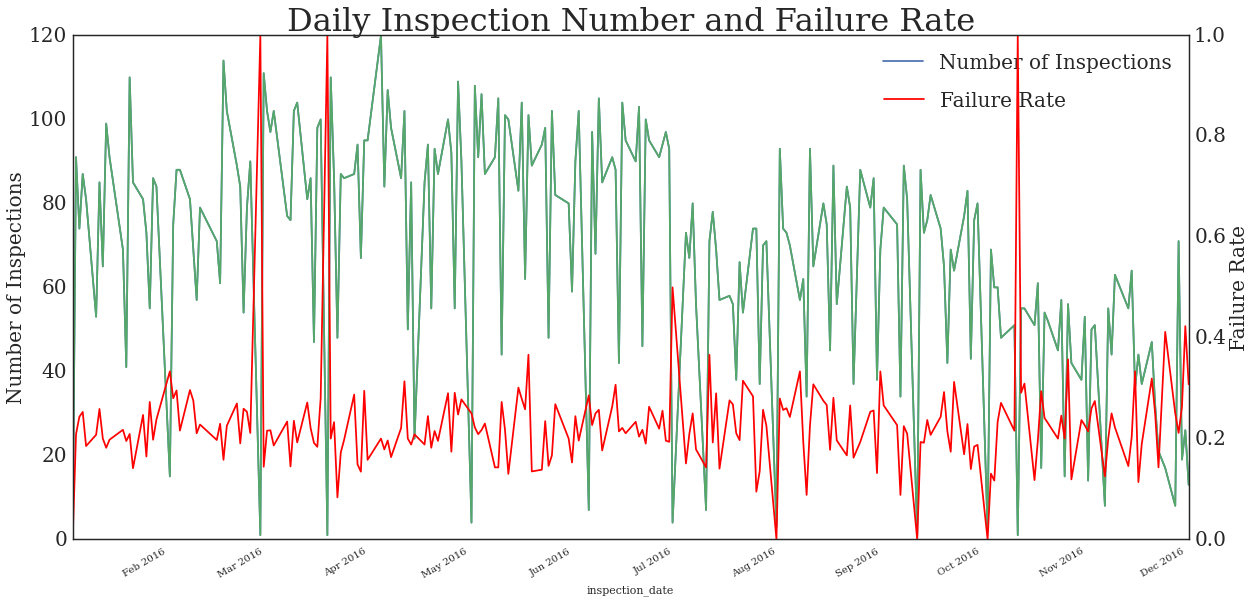 Daily Inspection Number and Failure Rate
Number of Inspections
Failure Rate
120
100
80
60
40
20
0
Number of Inspections
1.0
0.8
0.6
0.4
0.2
0.0
Failure Rate
Feb 2016
Mar 2016
Apr 2016
May 2016
Jun 2016
Jul 2016
Aug 2016
Sep 2016
Oct 2016
Nov 2016
Dec 2016
inspection_date